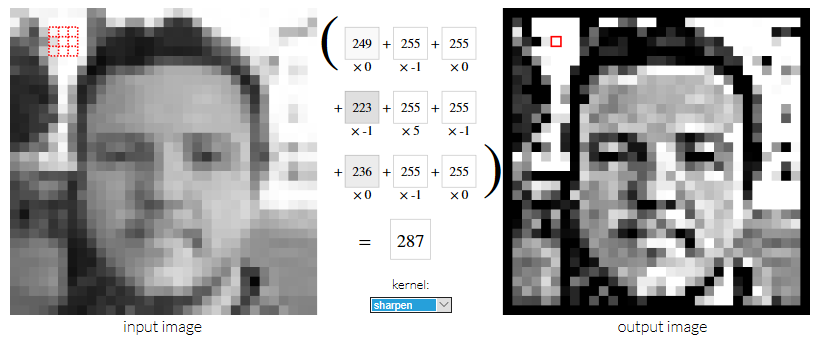 ( 249 + 255 + 255
×0 ×-1 ×0
+ 223 + 255 + 255
×-1 ×5 ×-1
+ 236 + 255 + 255 )
×0 ×-1 ×0
= 287
kernel:
sharpen
input image
output image